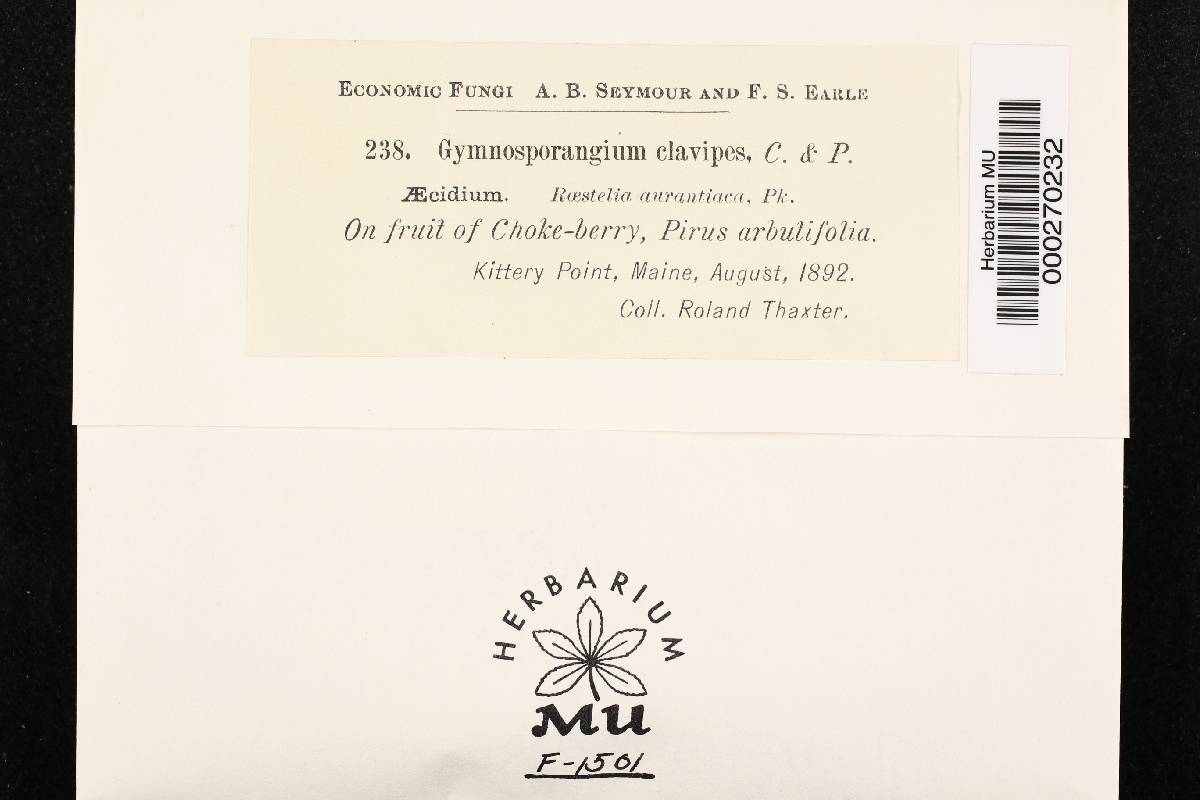 Economic Fungi A. B. Seymour and F. S. Earle
238. Gymnosporangium clavipes, C. & P.
Æcidium. Rœstelia aurantiaca, Pk.
On fruit of Choke-berry, Pirus arbutifolia.
Kittery Point, Maine, August, 1892.
Coll. Roland Thaxter.
Herbarium MU
000270232
HERBARIUM
MU
F-1501